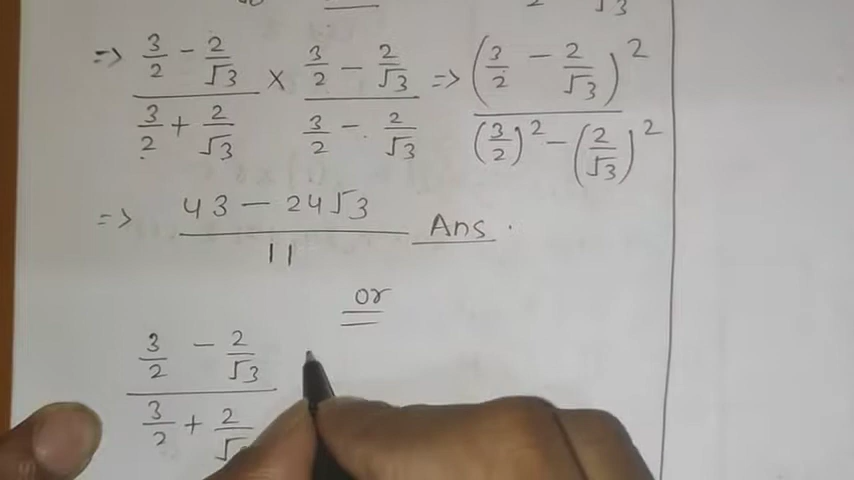 => (3/2 - 2/√3)/(3/2 + 2/√3) × (3/2 - 2/√3)/(3/2 - 2/√3) => (3/2 - 2/√3)^2/((3/2)^2 - (2/√3)^2)
=> (43 - 24√3)/11 Ans.
or
(3/2 - 2/√3)/(3/2 + 2/√